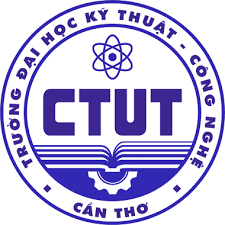 TRƯỜNG ĐẠI HỌC KỸ THUẬT - CÔNG NGHỆ
CTUT
CẦN THƠ